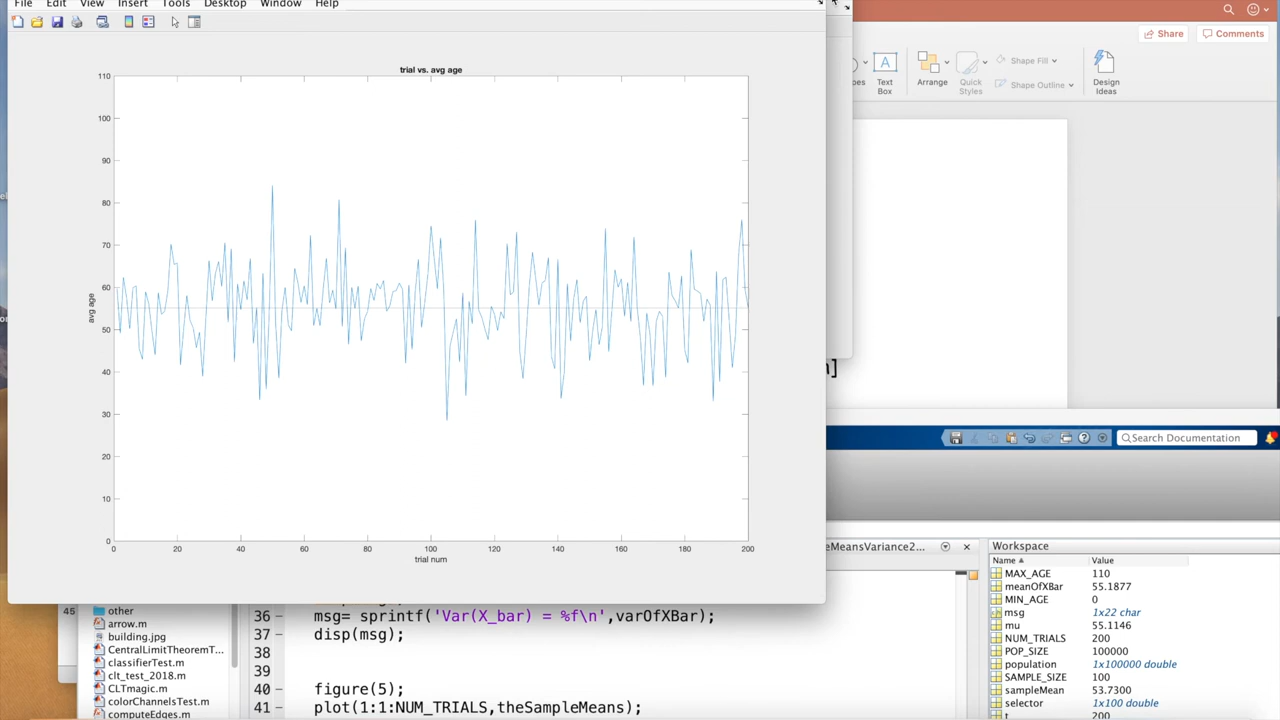 File Edit View Insert Tools Desktop Window Help
Share Comments
Text Box
Arrange
Quick Styles
Shape Fill
Shape Outline
Design Ideas
trial vs. avg age
110
100
90
80
70
60
50
40
30
20
10
0
avg age
0 20 40 60 80 100 120 140 160 180 200
trial num
n]
Search Documentation
eMeansVariance2...
Workspace
Name Value
MAX_AGE 110
meanOfXBar 55.1877
MIN_AGE 0
msg 1x22 char
mu 55.1146
NUM_TRIALS 200
POP_SIZE 100000
population 1x100000 double
SAMPLE_SIZE 100
sampleMean 53.7300
selector 1x100 double
t 200
45
other
arrow.m
building.jpg
CentralLimitTheoremT...
classifierTest.m
clt_test_2018.m
CLTmagic.m
colorChannelsTest.m
computeEdges.m
36 – msg= sprintf('Var(X_bar) = %f\n',varOfXBar);
37 – disp(msg);
38
39
40 – figure(5);
41 – plot(1:1:NUM_TRIALS,theSampleMeans);